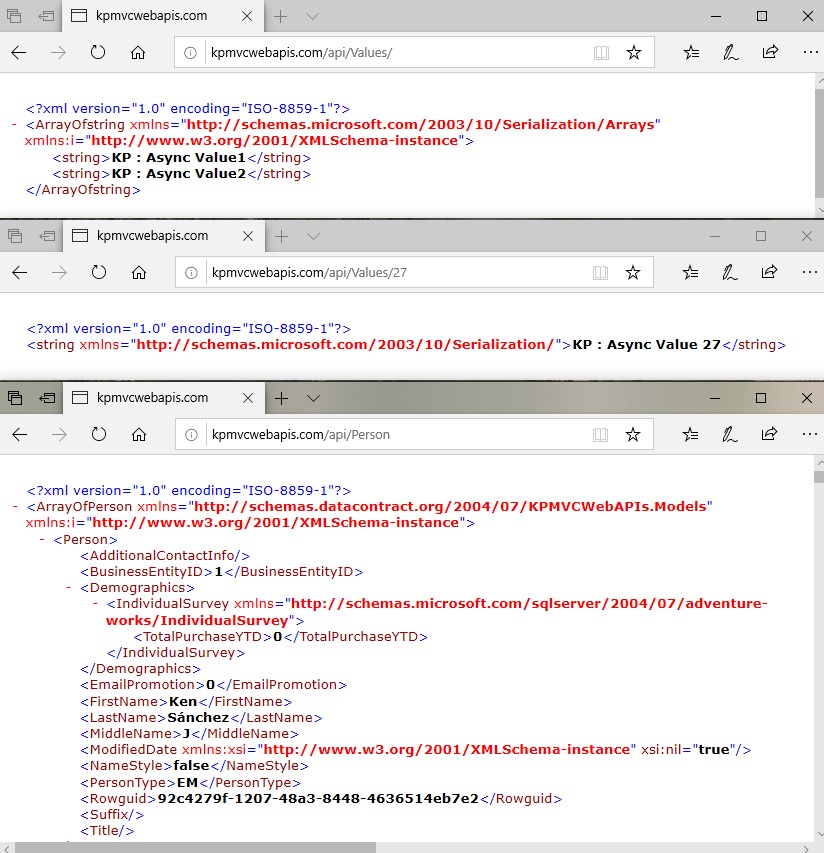 kpmvcwebapis.com
kpmvcwebapis.com/api/Values/
<?xml version="1.0" encoding="ISO-8859-1"?>
- <ArrayOfstring xmlns="http://schemas.microsoft.com/2003/10/Serialization/Arrays"
xmlns:i="http://www.w3.org/2001/XMLSchema-instance">
<string>KP : Async Value1</string>
<string>KP : Async Value2</string>
</ArrayOfstring>
kpmvcwebapis.com
kpmvcwebapis.com/api/Values/27
<?xml version="1.0" encoding="ISO-8859-1"?>
<string xmlns="http://schemas.microsoft.com/2003/10/Serialization/">KP : Async Value 27</string>
kpmvcwebapis.com
kpmvcwebapis.com/api/Person
<?xml version="1.0" encoding="ISO-8859-1"?>
- <ArrayOfPerson xmlns="http://schemas.datacontract.org/2004/07/KPMVCWebAPIs.Models"
xmlns:i="http://www.w3.org/2001/XMLSchema-instance">
- <Person>
<AdditionalContactInfo/>
<BusinessEntityID>1</BusinessEntityID>
- <Demographics>
- <IndividualSurvey xmlns="http://schemas.microsoft.com/sqlserver/2004/07/adventure-
works/IndividualSurvey">
<TotalPurchaseYTD>0</TotalPurchaseYTD>
</IndividualSurvey>
</Demographics>
<EmailPromotion>0</EmailPromotion>
<FirstName>Ken</FirstName>
<LastName>Sánchez</LastName>
<MiddleName>J</MiddleName>
<ModifiedDate xmlns:xsi="http://www.w3.org/2001/XMLSchema-instance" xsi:nil="true"/>
<NameStyle>false</NameStyle>
<PersonType>EM</PersonType>
<Rowguid>92c4279f-1207-48a3-8448-4636514eb7e2</Rowguid>
<Suffix/>
<Title/>